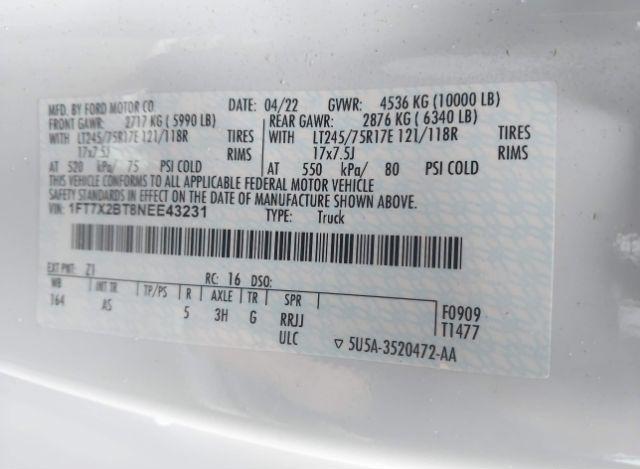 MFD. BY FORD MOTOR CO. DATE: 04/22 GVWR: 4536 KG (10000 LB)
FRONT GAWR: 2717 KG (5990 LB) REAR GAWR: 2876 KG (6340 LB)
WITH LT245/75R17E 121/118R TIRES WITH LT245/75R17E 121/118R TIRES
17x7.5J RIMS 17x7.5J RIMS
AT 520 kPa/ 75 PSI COLD AT 550 kPa/ 80 PSI COLD
THIS VEHICLE CONFORMS TO ALL APPLICABLE FEDERAL MOTOR VEHICLE
SAFETY STANDARDS IN EFFECT ON THE DATE OF MANUFACTURE SHOWN ABOVE.
VIN: 1FT7X2BT8NEE43231 TYPE: Truck
EXT PNT: Z1 RC: 16 DSO:
WB INT TR TP/PS R AXLE TR SPR F0909
164 AS 5 3H G RRJJ T1477
ULC ▽ 5U5A-3520472-AA